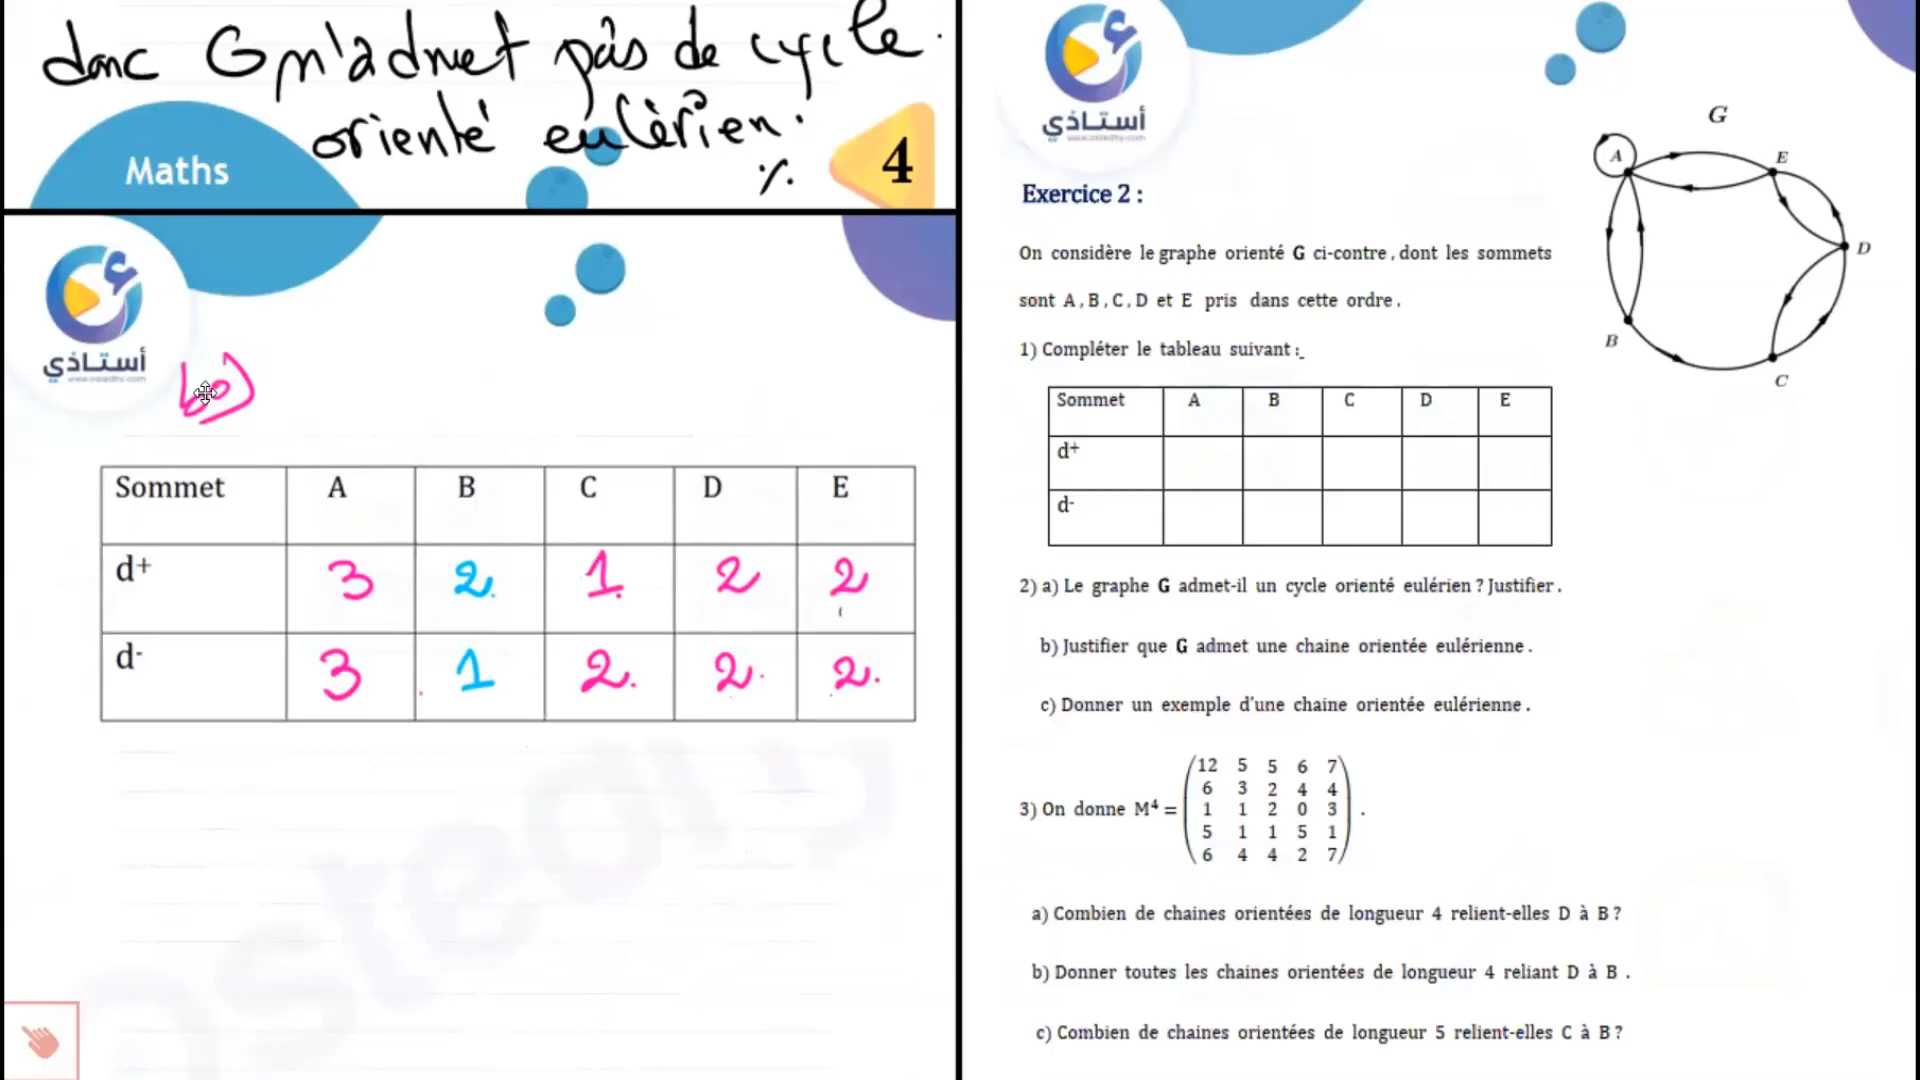 donc G n'admet pas de cycle
orienté eulérien.
Maths
4
أستاذي
www.ostedhy.com
b)
Sommet A B C D E
d+ 3 2 1 2 2
d- 3 1 2 2 2
أستاذي
www.ostedhy.com
G
A
E
D
B
C
Exercice 2 :
On considère le graphe orienté G ci-contre, dont les sommets
sont A, B, C, D et E pris dans cette ordre.
1) Compléter le tableau suivant :
Sommet A B C D E
d+
d-
2) a) Le graphe G admet-il un cycle orienté eulérien ? Justifier.
b) Justifier que G admet une chaine orientée eulérienne.
c) Donner un exemple d'une chaine orientée eulérienne.
12 5 5 6 7
6 3 2 4 4
3) On donne M⁴ = 1 1 2 0 3 .
5 1 1 5 1
6 4 4 2 7
a) Combien de chaines orientées de longueur 4 relient-elles D à B ?
b) Donner toutes les chaines orientées de longueur 4 reliant D à B .
c) Combien de chaines orientées de longueur 5 relient-elles C à B ?